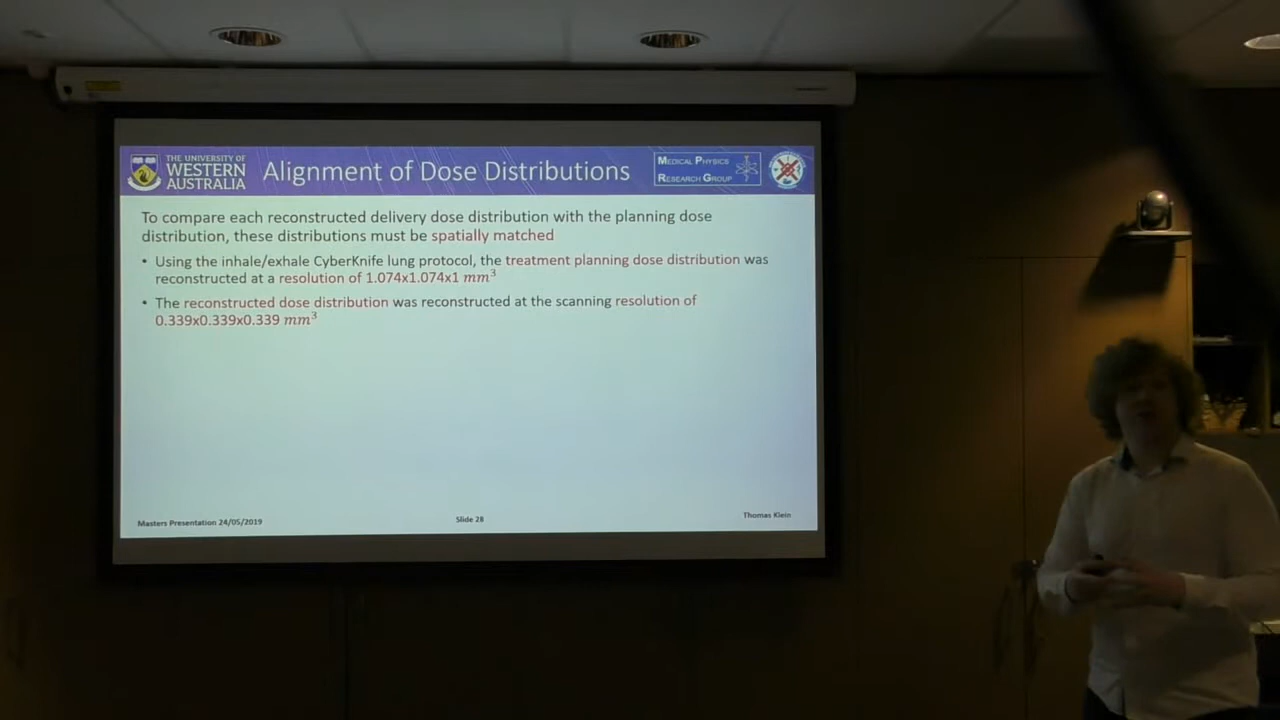 THE UNIVERSITY OF
WESTERN
AUSTRALIA
Alignment of Dose Distributions
MEDICAL PHYSICS
RESEARCH GROUP
To compare each reconstructed delivery dose distribution with the planning dose
distribution, these distributions must be spatially matched
• Using the inhale/exhale CyberKnife lung protocol, the treatment planning dose distribution was
reconstructed at a resolution of 1.074x1.074x1 mm³
• The reconstructed dose distribution was reconstructed at the scanning resolution of
0.339x0.339x0.339 mm³
Masters Presentation 24/05/2019
Slide 28
Thomas Klein